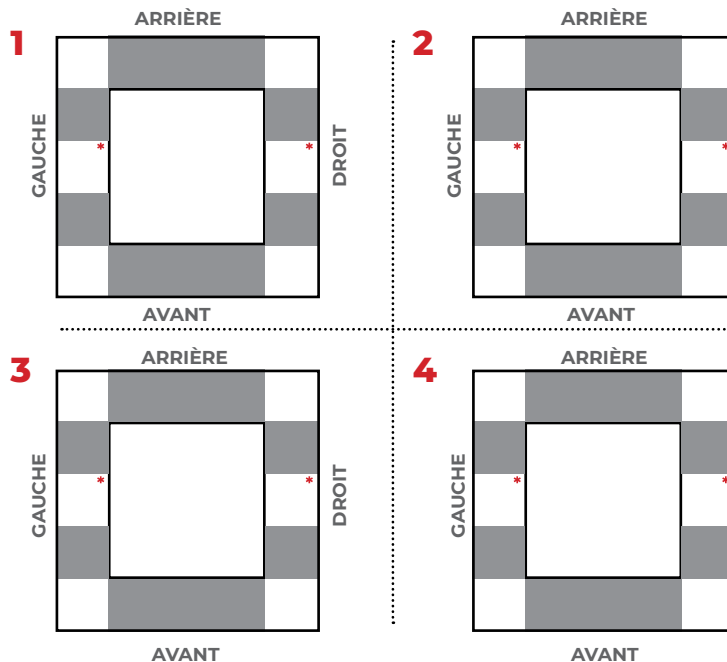 1
ARRIÈRE
GAUCHE
*
*
DROIT
AVANT
2
ARRIÈRE
GAUCHE
*
*
AVANT
3
ARRIÈRE
GAUCHE
*
*
DROIT
AVANT
4
ARRIÈRE
GAUCHE
*
*
AVANT